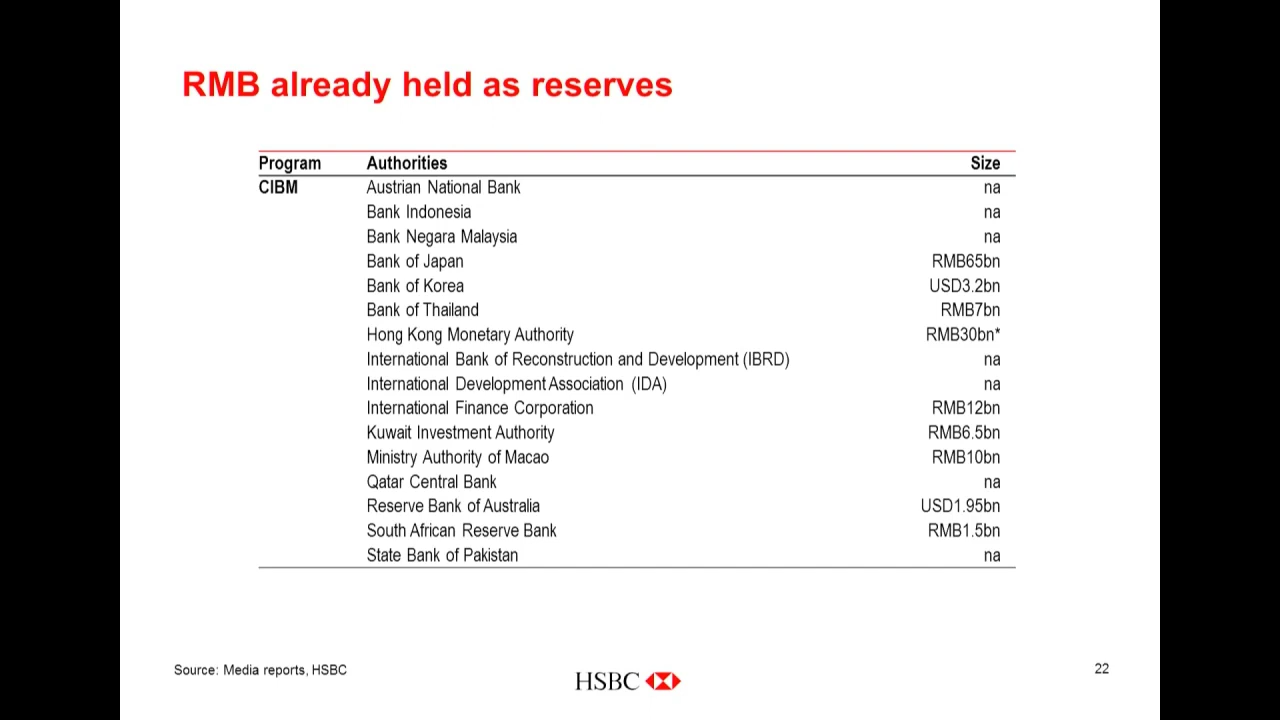 RMB already held as reserves
Program Authorities Size
CIBM Austrian National Bank na
Bank Indonesia na
Bank Negara Malaysia na
Bank of Japan RMB65bn
Bank of Korea USD3.2bn
Bank of Thailand RMB7bn
Hong Kong Monetary Authority RMB30bn*
International Bank of Reconstruction and Development (IBRD) na
International Development Association (IDA) na
International Finance Corporation RMB12bn
Kuwait Investment Authority RMB6.5bn
Ministry Authority of Macao RMB10bn
Qatar Central Bank na
Reserve Bank of Australia USD1.95bn
South African Reserve Bank RMB1.5bn
State Bank of Pakistan na
Source: Media reports, HSBC
HSBC
22